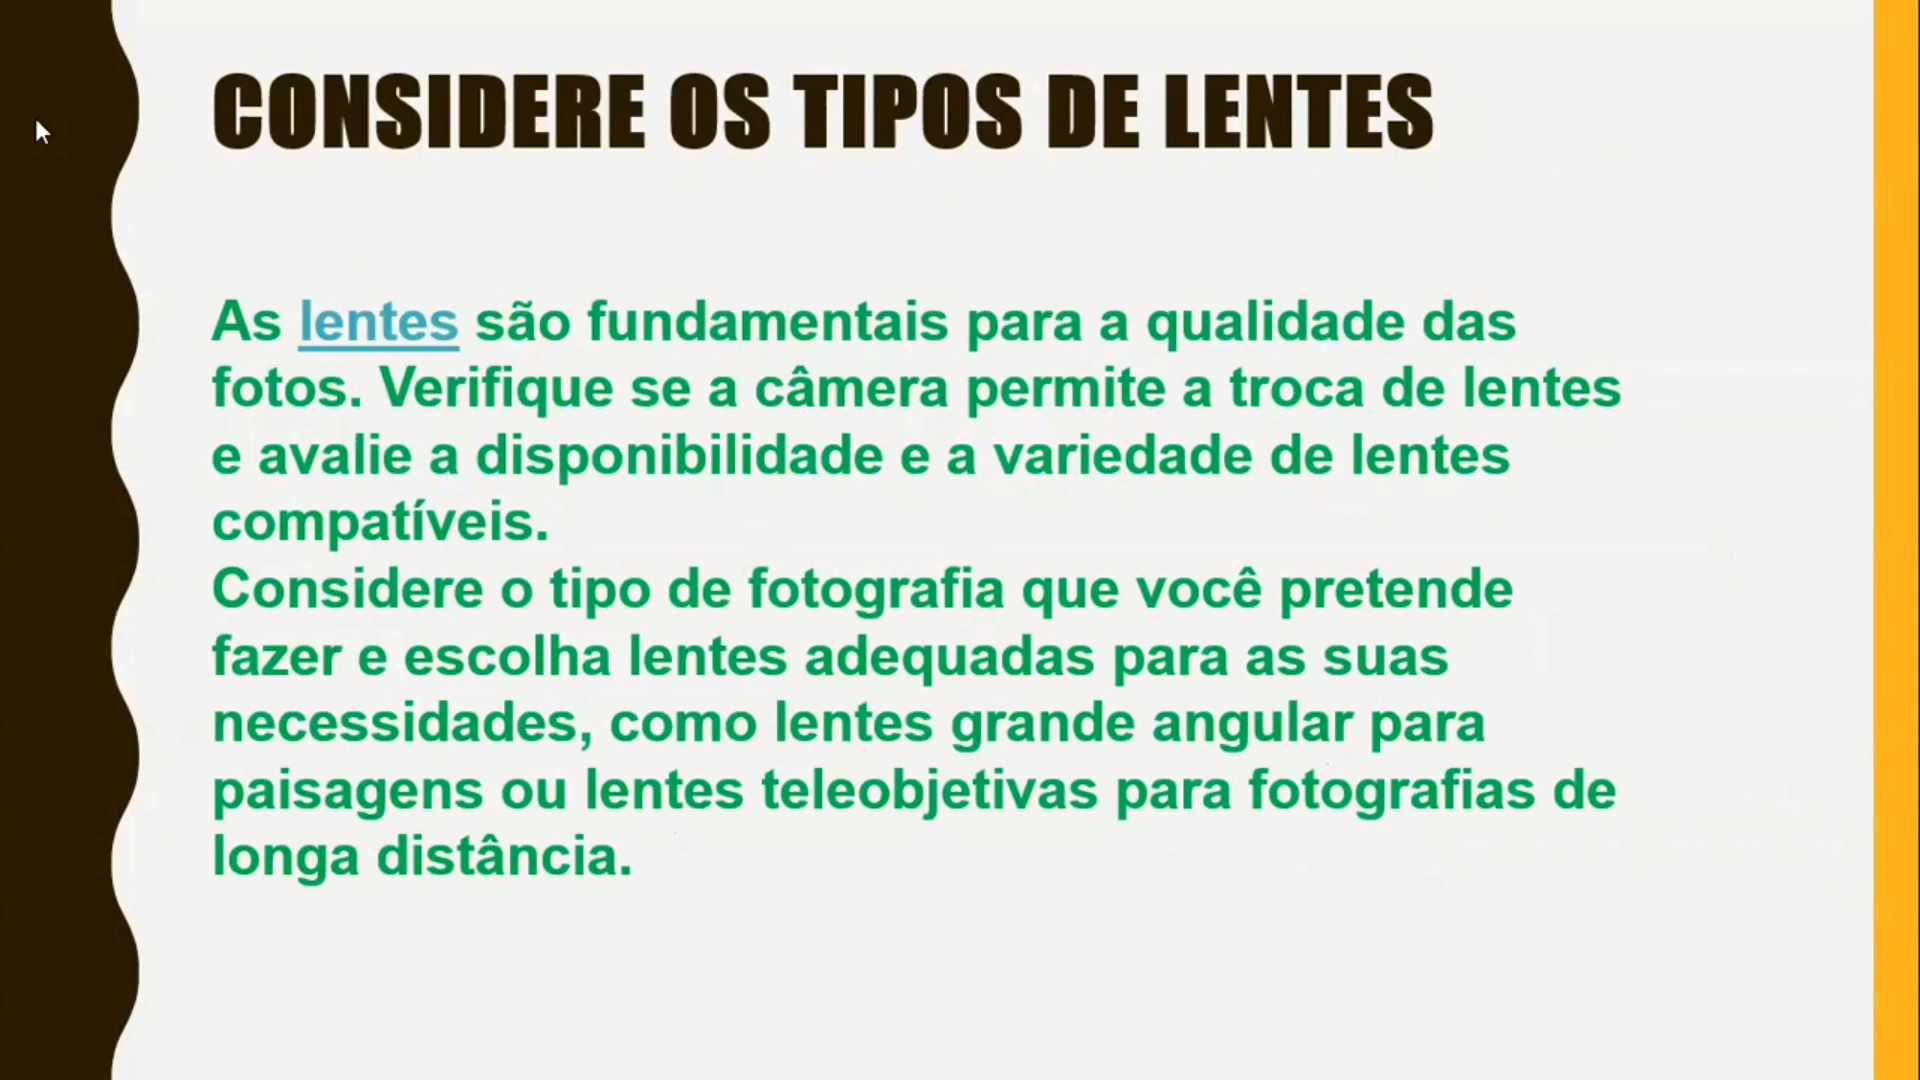 CONSIDERE OS TIPOS DE LENTES
As lentes são fundamentais para a qualidade das
fotos. Verifique se a câmera permite a troca de lentes
e avalie a disponibilidade e a variedade de lentes
compatíveis.
Considere o tipo de fotografia que você pretende
fazer e escolha lentes adequadas para as suas
necessidades, como lentes grande angular para
paisagens ou lentes teleobjetivas para fotografias de
longa distância.